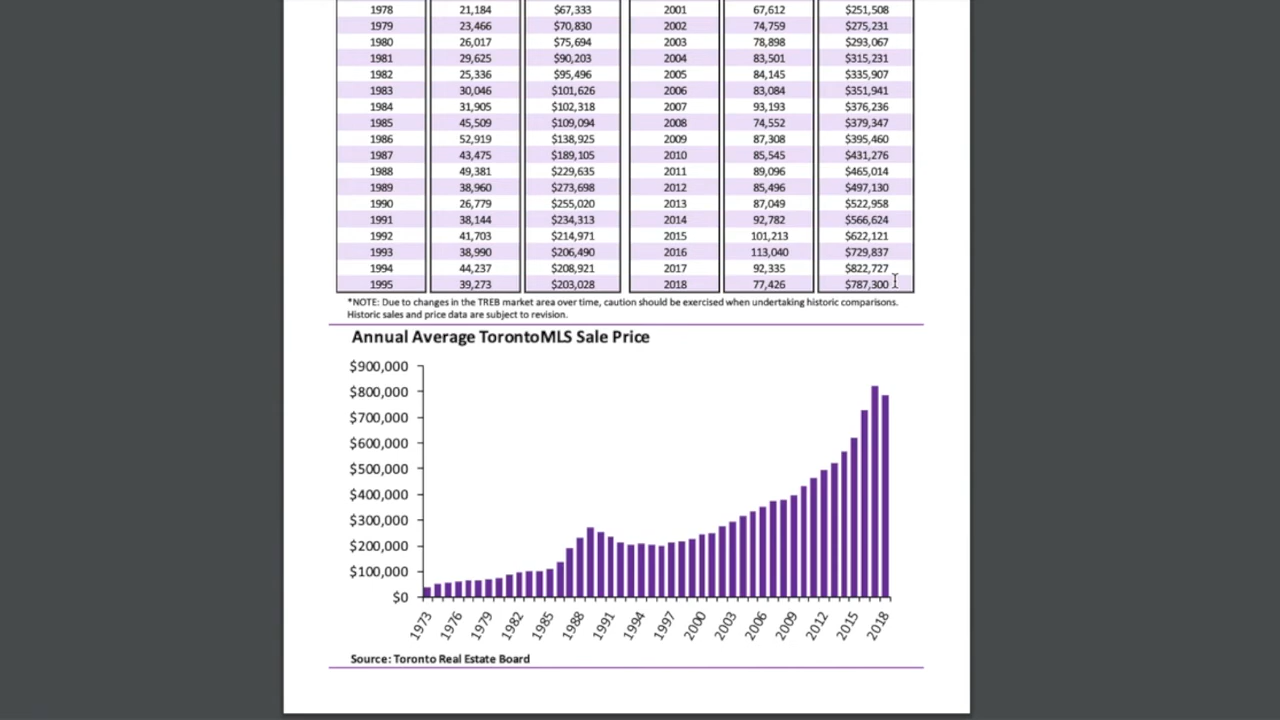 1978 21,184 $67,333 2001 67,612 $251,508
1979 23,466 $70,830 2002 74,759 $275,231
1980 26,017 $75,694 2003 78,898 $293,067
1981 29,625 $90,203 2004 83,501 $315,231
1982 25,336 $95,496 2005 84,145 $335,907
1983 30,046 $101,626 2006 83,084 $351,941
1984 31,905 $102,318 2007 93,193 $376,236
1985 45,509 $109,094 2008 74,552 $379,347
1986 52,919 $138,925 2009 87,308 $395,460
1987 43,475 $189,105 2010 85,545 $431,276
1988 49,381 $229,635 2011 89,096 $465,014
1989 38,960 $273,698 2012 85,496 $497,130
1990 26,779 $255,020 2013 87,049 $522,958
1991 38,144 $234,313 2014 92,782 $566,624
1992 41,703 $214,971 2015 101,213 $622,121
1993 38,990 $206,490 2016 113,040 $729,837
1994 44,237 $208,921 2017 92,335 $822,727
1995 39,273 $203,028 2018 77,426 $787,300
*NOTE: Due to changes in the TREB market area over time, caution should be exercised when undertaking historic comparisons.
Historic sales and price data are subject to revision.
Annual Average TorontoMLS Sale Price
$900,000
$800,000
$700,000
$600,000
$500,000
$400,000
$300,000
$200,000
$100,000
$0
1973 1976 1979 1982 1985 1988 1991 1994 1997 2000 2003 2006 2009 2012 2015 2018
Source: Toronto Real Estate Board